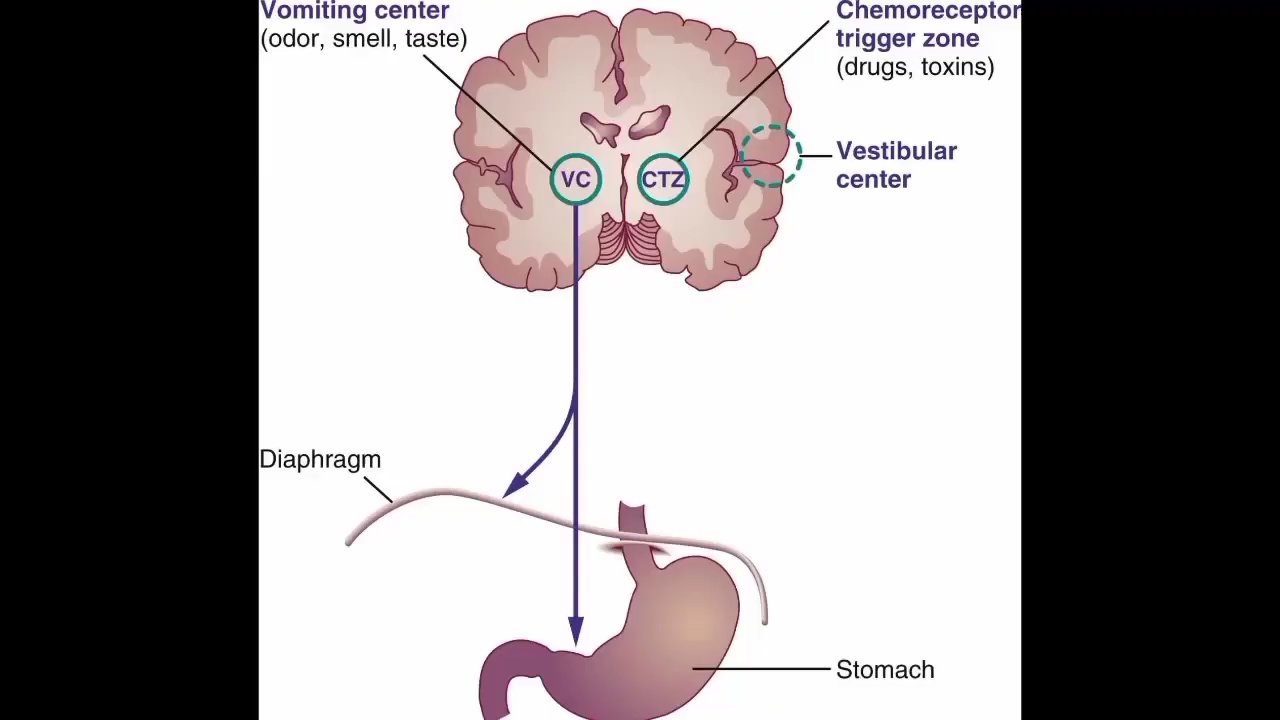 Vomiting center
(odor, smell, taste)
Chemoreceptor
trigger zone
(drugs, toxins)
Vestibular
center
VC
CTZ
Diaphragm
Stomach